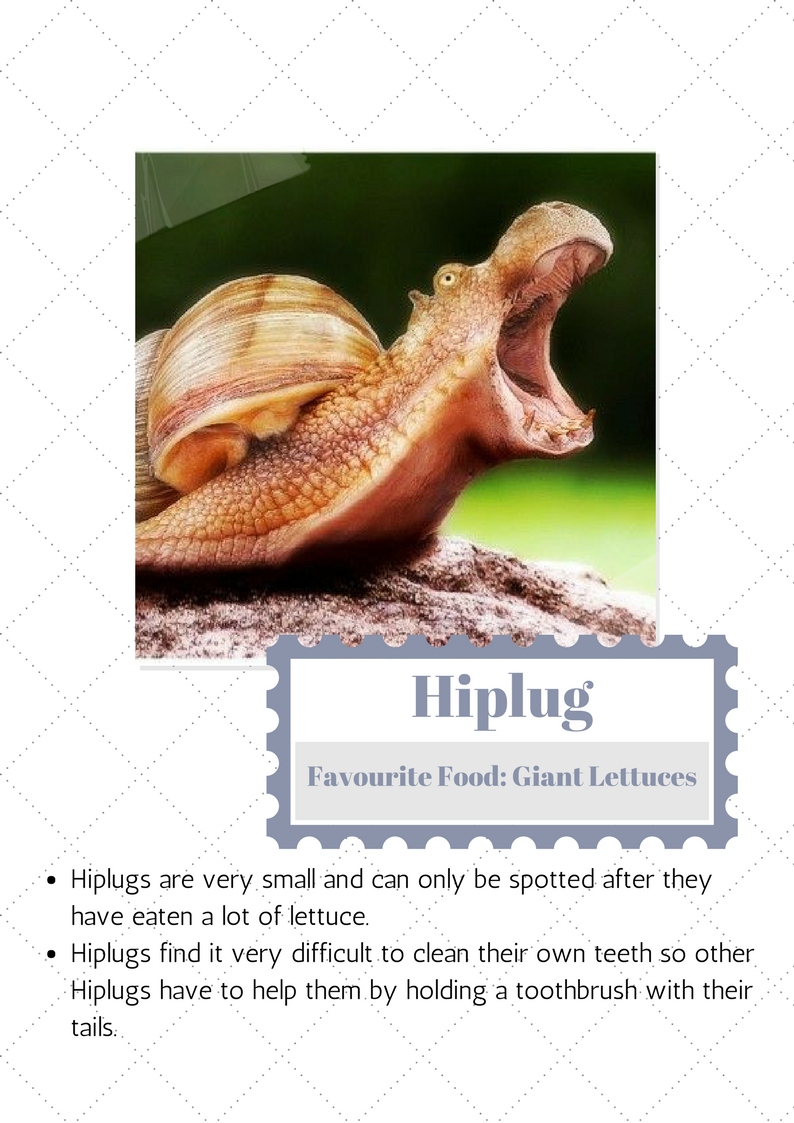 Hiplug
Favourite Food: Giant Lettuces
• Hiplugs are very small and can only be spotted after they
have eaten a lot of lettuce.
• Hiplugs find it very difficult to clean their own teeth so other
Hiplugs have to help them by holding a toothbrush with their
tails.